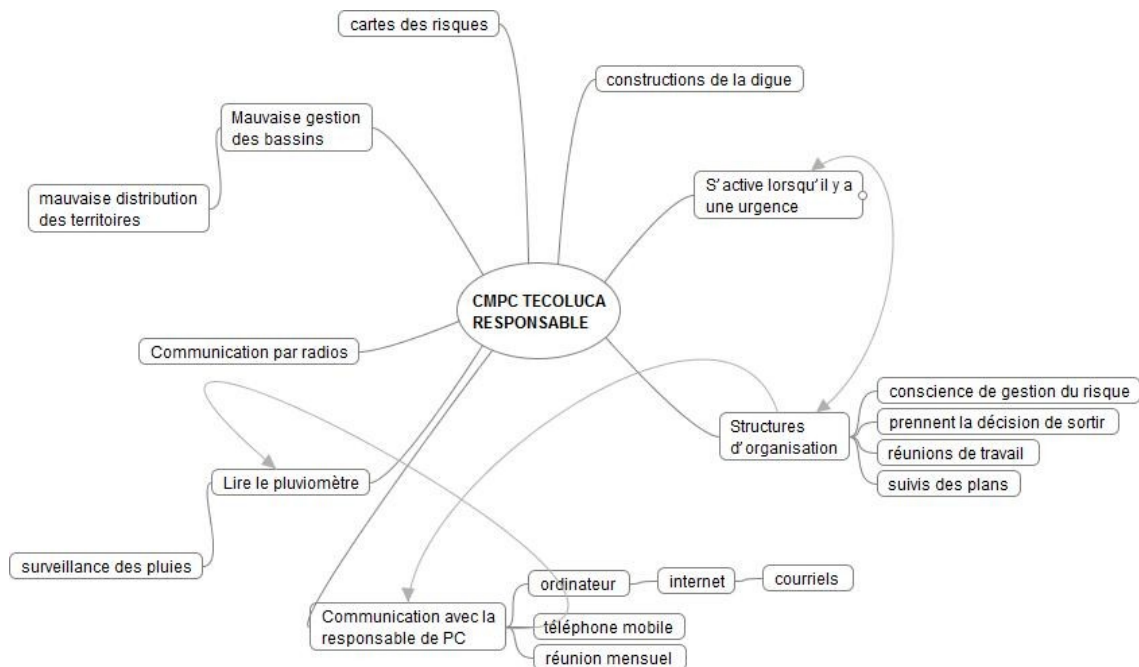 cartes des risques
constructions de la digue
Mauvaise gestion
des bassins
mauvaise distribution
des territoires
S'active lorsqu'il y a
une urgence
CMPC TECOLUCA
RESPONSABLE
Communication par radios
Structures
d'organisation
conscience de gestion du risque
prennent la décision de sortir
réunions de travail
suivis des plans
Lire le pluviomètre
surveillance des pluies
Communication avec la
responsable de PC
ordinateur
internet
courriels
téléphone mobile
réunion mensuel